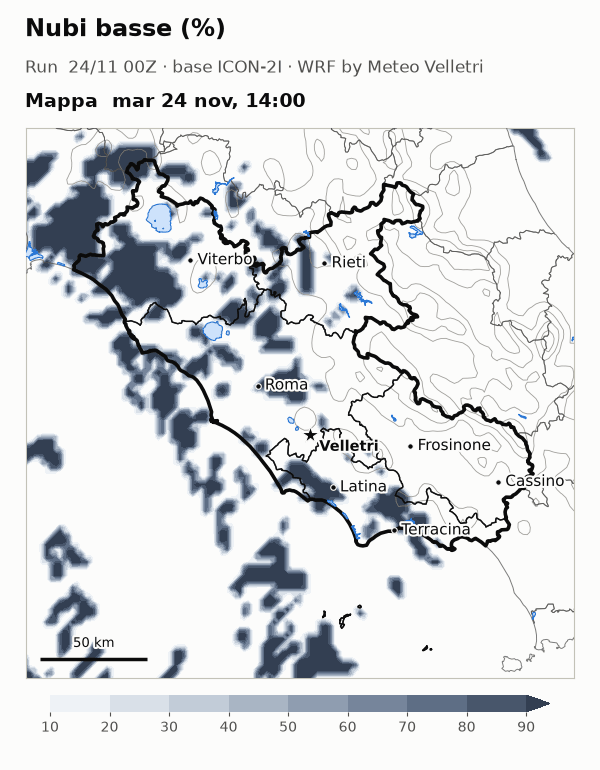 Nubi basse (%)
Run  24/11 00Z · base ICON-2I · WRF by Meteo Velletri
Mappa  mar 24 nov, 14:00
Viterbo
Rieti
Roma
Velletri
Frosinone
Cassino
Latina
Terracina
50 km
10 20 30 40 50 60 70 80 90